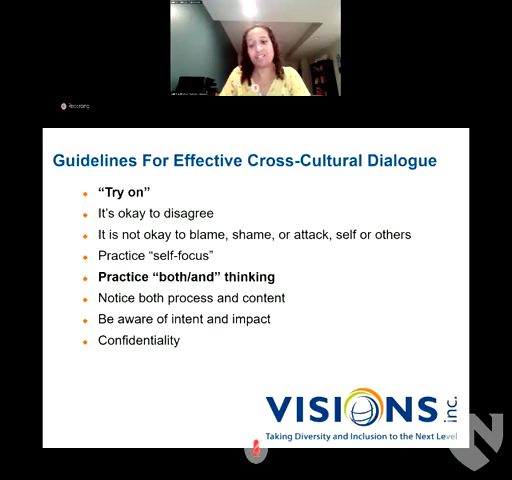 Recording
Guidelines For Effective Cross-Cultural Dialogue
“Try on”
It’s okay to disagree
It is not okay to blame, shame, or attack, self or others
Practice “self-focus”
Practice “both/and” thinking
Notice both process and content
Be aware of intent and impact
Confidentiality
VISIONS inc.
Taking Diversity and Inclusion to the Next Level
N